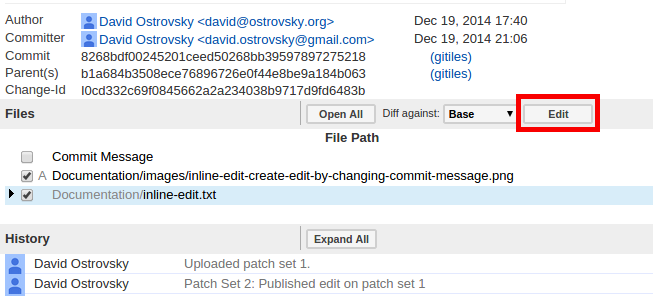 Author David Ostrovsky <david@ostrovsky.org> Dec 19, 2014 17:40
Committer David Ostrovsky <david.ostrovsky@gmail.com> Dec 19, 2014 21:06
Commit 8268bdf00245201ceed50268bb39597897275218 (gitiles)
Parent(s) b1a684b3508ece76896726e0f44e8be9a184b063 (gitiles)
Change-Id I0cd332c69f0845662a2a234038b9717d9fd6483b
Files Open All Diff against: Base Edit
File Path
Commit Message
A Documentation/images/inline-edit-create-edit-by-changing-commit-message.png
Documentation/inline-edit.txt
History Expand All
David Ostrovsky Uploaded patch set 1.
David Ostrovsky Patch Set 2: Published edit on patch set 1